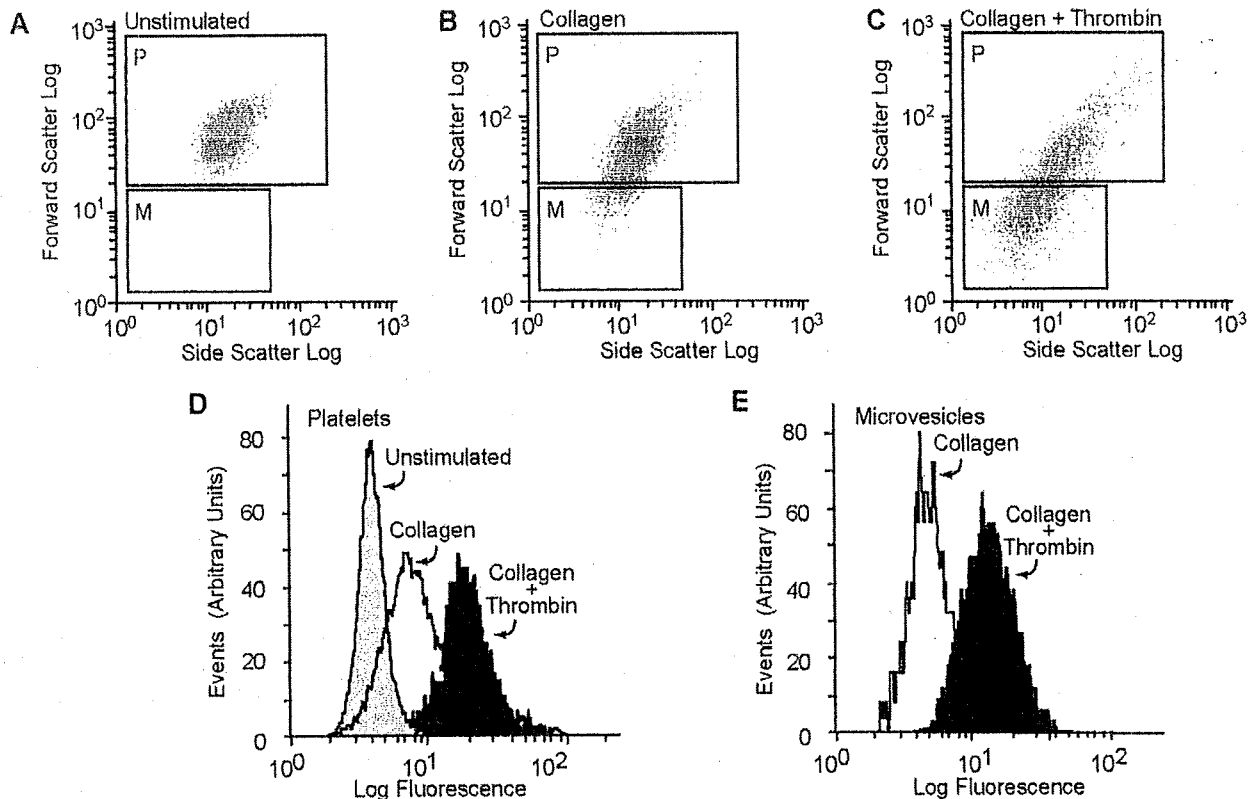 A
Unstimulated
P
M
10³
10²
10¹
10⁰
Forward Scatter Log
10⁰ 10¹ 10² 10³
Side Scatter Log
B
Collagen
P
M
10³
10²
10¹
10⁰
Forward Scatter Log
10⁰ 10¹ 10² 10³
Side Scatter Log
C
Collagen + Thrombin
P
M
10³
10²
10¹
10⁰
Forward Scatter Log
10⁰ 10¹ 10² 10³
Side Scatter Log
D
Platelets
Unstimulated
Collagen
Collagen
+
Thrombin
80
60
40
20
0
Events (Arbitrary Units)
10⁰ 10¹ 10²
Log Fluorescence
E
Microvesicles
Collagen
Collagen
+
Thrombin
80
60
40
20
0
Events (Arbitrary Units)
10⁰ 10¹ 10²
Log Fluorescence